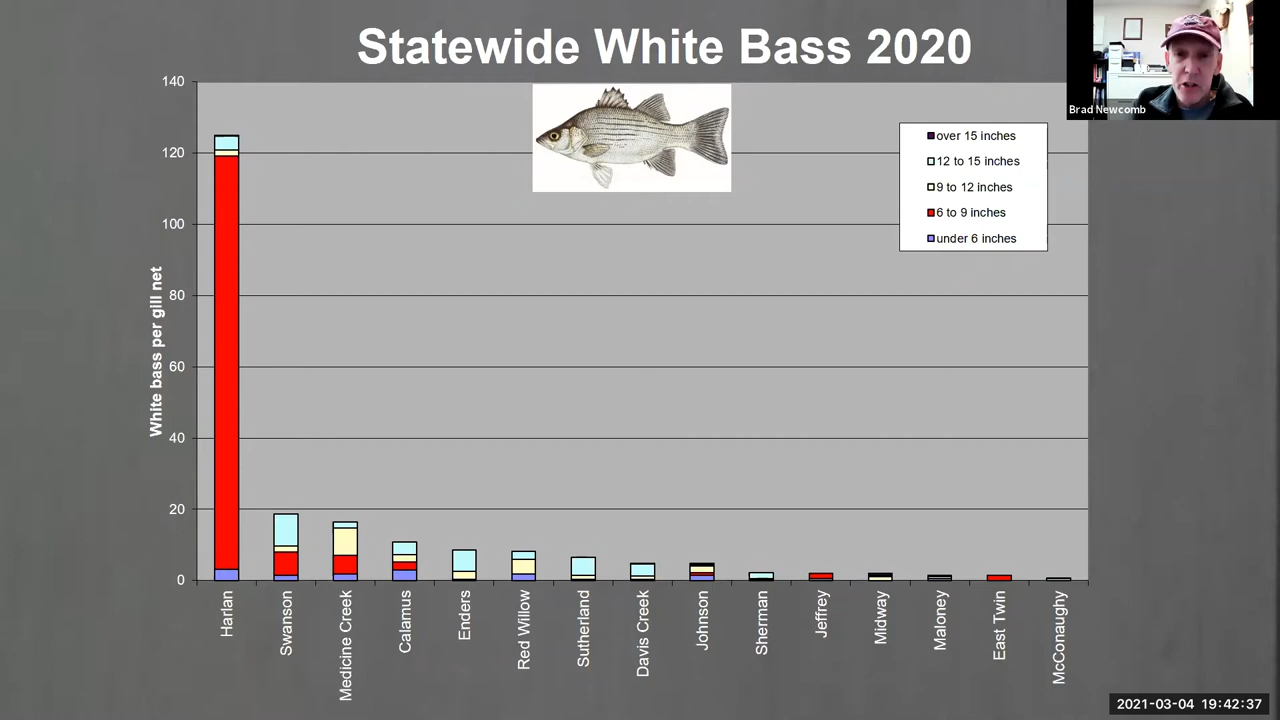 Statewide White Bass 2020
Brad Newcomb
140
120
100
80
60
40
20
0
White bass per gill net
over 15 inches
12 to 15 inches
9 to 12 inches
6 to 9 inches
under 6 inches
Harlan
Swanson
Medicine Creek
Calamus
Enders
Red Willow
Sutherland
Davis Creek
Johnson
Sherman
Jeffrey
Midway
Maloney
East Twin
McConaughy
2021-03-04 19:42:37